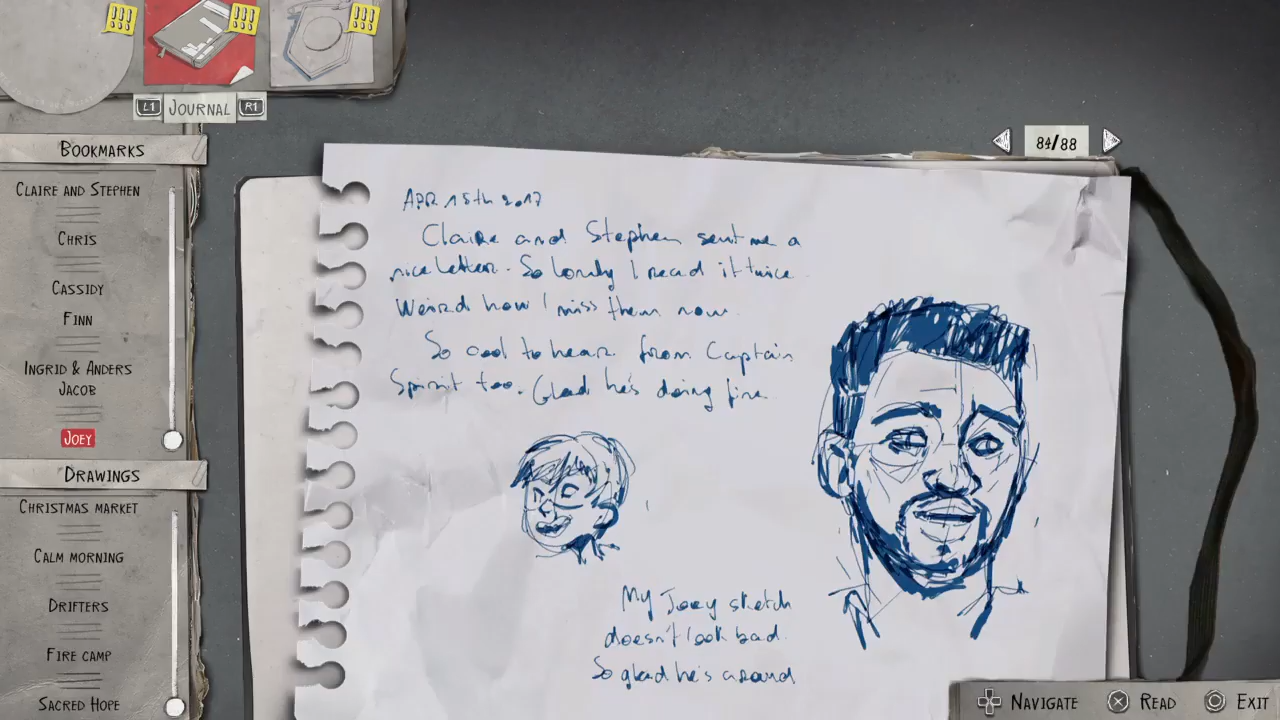 L1 JOURNAL R1
BOOKMARKS
CLAIRE AND STEPHEN
CHRIS
CASSIDY
FINN
INGRID & ANDERS
JACOB
JOEY
DRAWINGS
CHRISTMAS MARKET
CALM MORNING
DRIFTERS
FIRE CAMP
SACRED HOPE
84/88
APR 15th 2017
Claire and Stephen sent me a
nice letter. So lovely I read it twice
Weird how I miss them now.
So cool to hear from Captain
Spirit too. Glad he's doing fine.
My Joey sketch
doesn't look bad.
So glad he's around
NAVIGATE READ EXIT